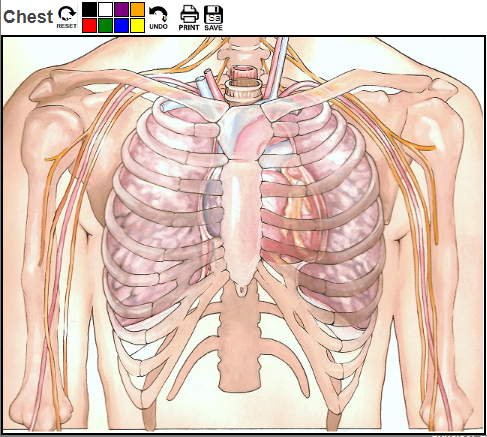 Chest
RESET
UNDO
PRINT
SAVE